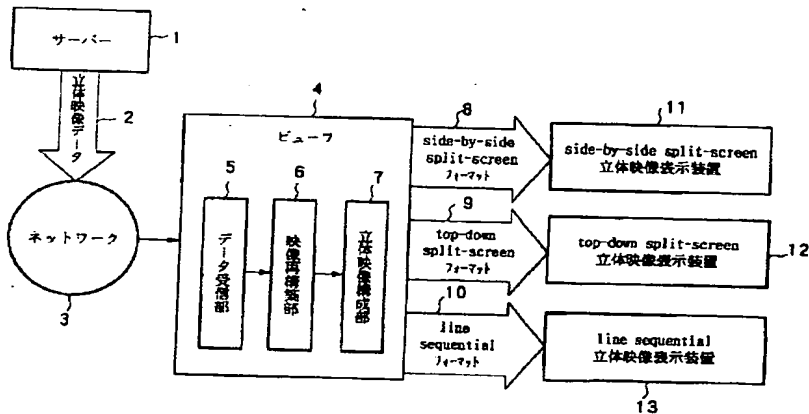 サーバー
1
立体映像データ
2
ネットワーク
3
4
ビューワ
5
データ受信部
6
映像再構築部
7
立体映像構成部
8
side-by-side
split-screen
フォーマット
9
top-down
split-screen
フォーマット
10
line
sequential
フォーマット
11
side-by-side split-screen
立体映像表示装置
top-down split-screen
立体映像表示装置
12
line sequential
立体映像表示装置
13